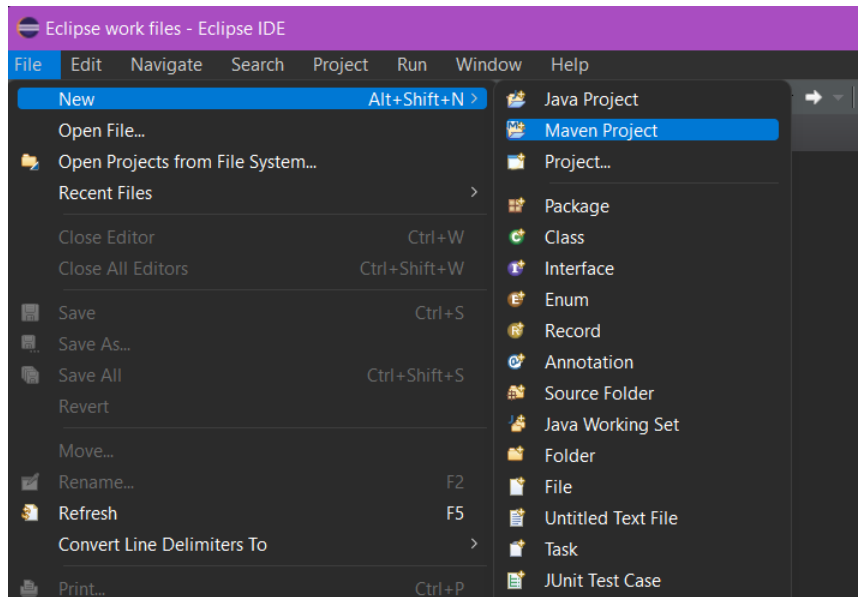 Eclipse work files - Eclipse IDE
File Edit Navigate Search Project Run Window Help
New Alt+Shift+N >
Open File...
Open Projects from File System...
Recent Files >
Close Editor Ctrl+W
Close All Editors Ctrl+Shift+W
Save Ctrl+S
Save As...
Save All Ctrl+Shift+S
Revert
Move...
Rename... F2
Refresh F5
Convert Line Delimiters To >
Print... Ctrl+P
Java Project
Maven Project
Project...
Package
Class
Interface
Enum
Record
Annotation
Source Folder
Java Working Set
Folder
File
Untitled Text File
Task
JUnit Test Case